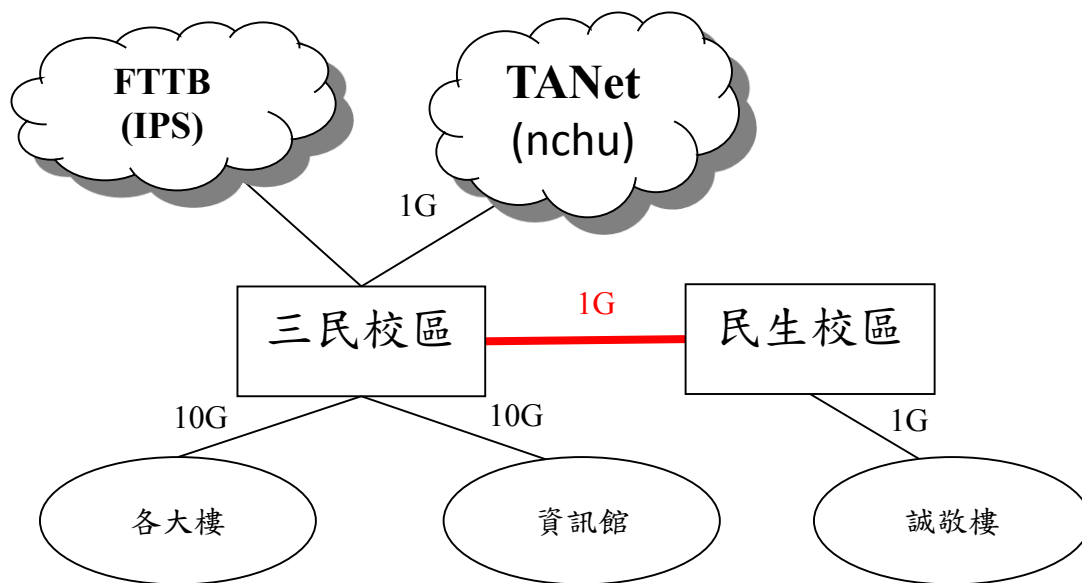 FTTB
(IPS)
TANet
(nchu)
1G
三民校區
1G
民生校區
10G
10G
1G
各大樓
資訊館
誠敬樓